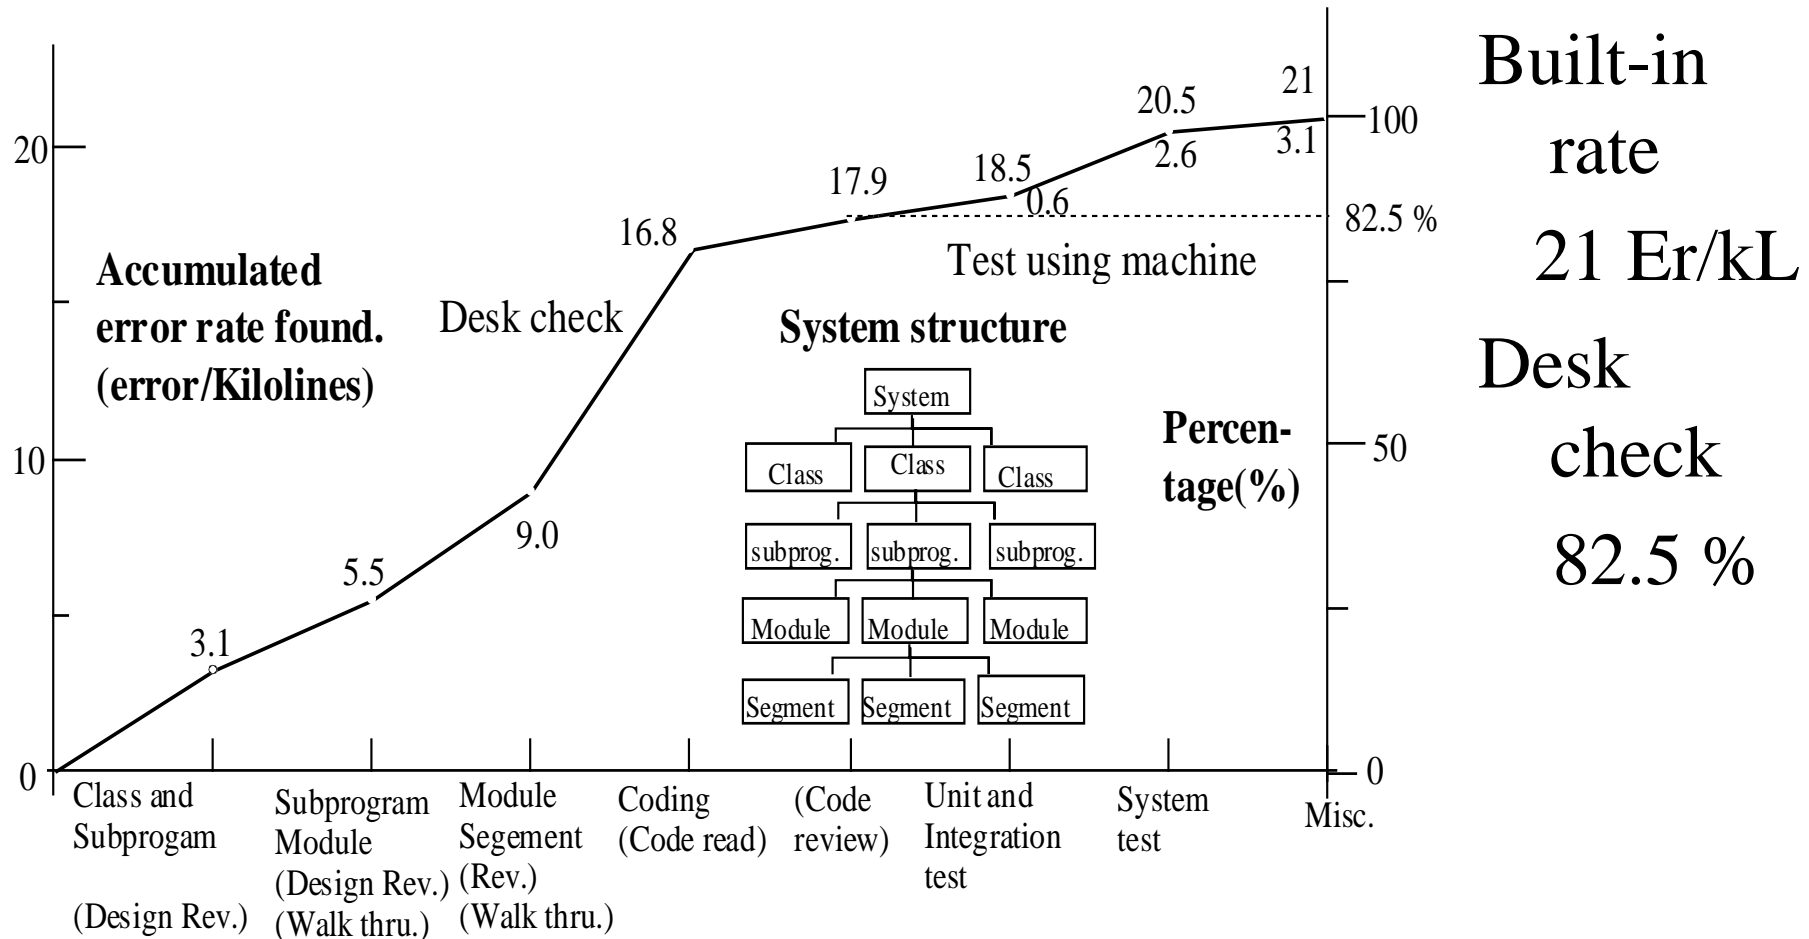 21
20.5
100
3.1
20
2.6
17.9
18.5
0.6
82.5 %
16.8
Test using machine
Accumulated
error rate found.
(error/Kilolines)
Desk check
System structure
System
Class
Class
Class
Percen-
tage(%)
50
10
9.0
subprog.
subprog.
subprog.
5.5
Module
Module
Module
3.1
Segment
Segment
Segment
0
0
Class and
Subprogam
(Design Rev.)
Subprogram
Module
(Design Rev.)
(Walk thru.)
Module
Segement
(Rev.)
(Walk thru.)
Coding
(Code read)
(Code
review)
Unit and
Integration
test
System
test
Misc.
Built-in
rate
21 Er/kL
Desk
check
82.5 %